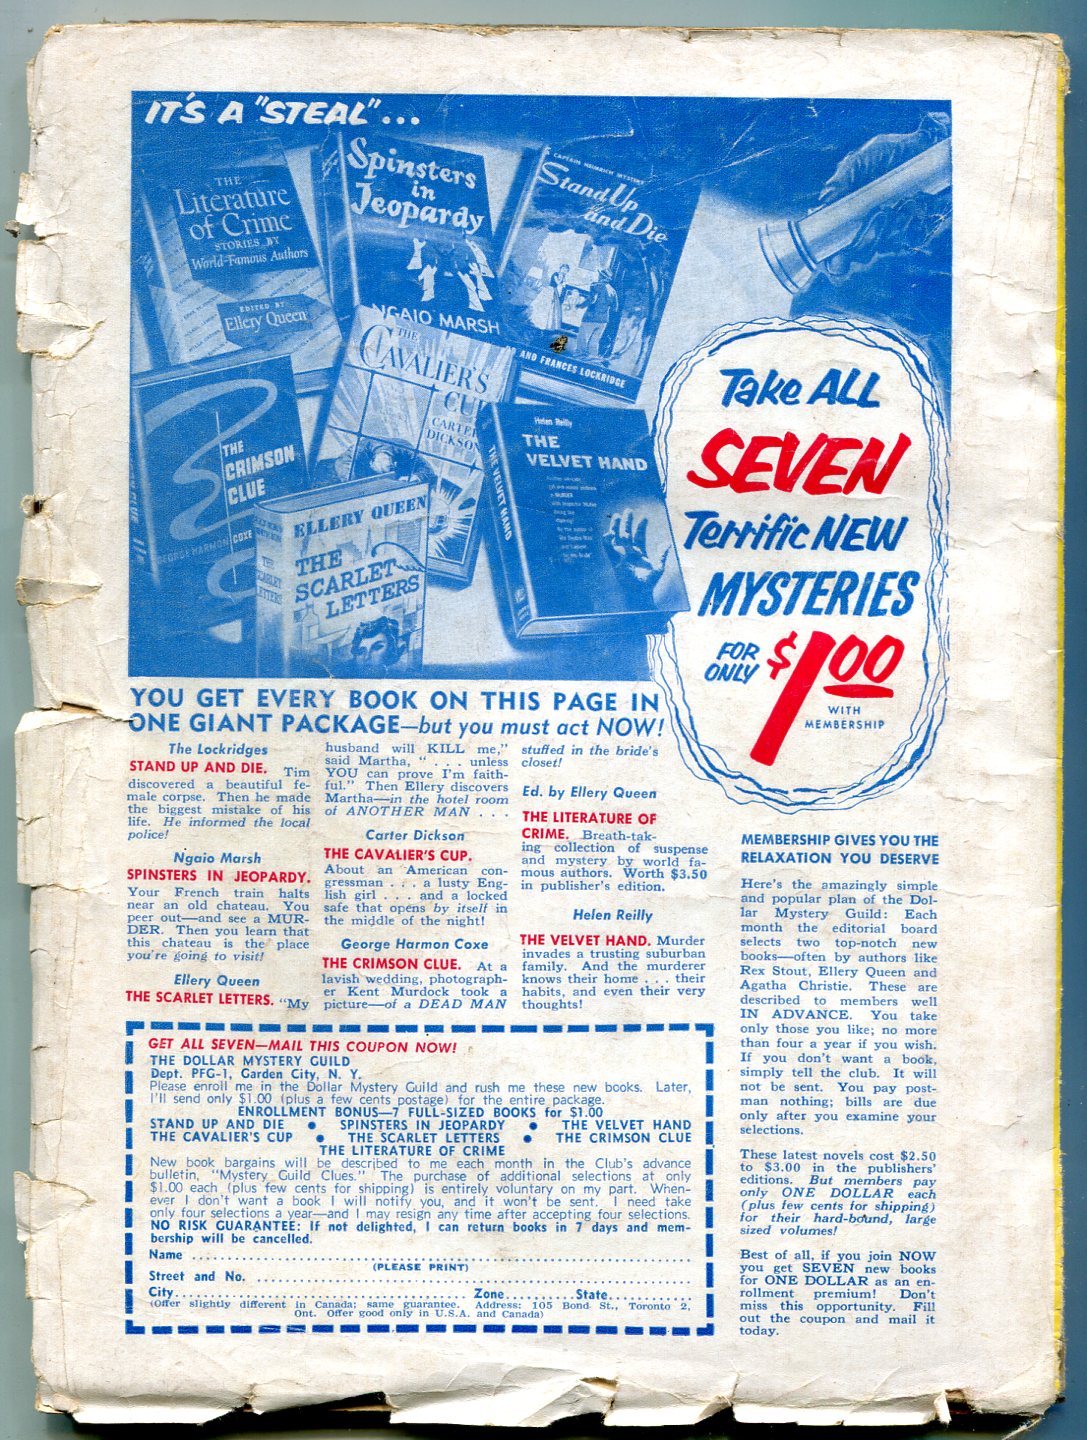 IT'S A "STEAL"...
THE
Literature
of Crime
STORIES BY
World-Famous Authors
EDITED BY
Ellery Queen
Spinsters
in
Jeopardy
NGAIO MARSH
A CAPTAIN HEIMRICH MYSTERY
Stand Up
and Die
AND FRANCES LOCKRIDGE
THE
CRIMSON
CLUE
GEORGE HARMON COXE
THE
CAVALIER'S
CUP
CARTER
DICKSON
ELLERY QUEEN
THE
SCARLET
LETTERS
THE
SCARLET
LETTERS
THE VELVET HAND
Helen Reilly
THE
VELVET HAND
Take ALL
SEVEN
Terrific NEW
MYSTERIES
FOR
ONLY
$1.00
WITH
MEMBERSHIP
YOU GET EVERY BOOK ON THIS PAGE IN
ONE GIANT PACKAGE—but you must act NOW!
The Lockridges
STAND UP AND DIE. Tim
discovered a beautiful fe-
male corpse. Then he made
the biggest mistake of his
life. He informed the local
police!
Ngaio Marsh
SPINSTERS IN JEOPARDY.
Your French train halts
near an old chateau. You
peer out—and see a MUR-
DER. Then you learn that
this chateau is the place
you're going to visit!
Ellery Queen
THE SCARLET LETTERS. "My
husband will KILL me,"
said Martha, " . . . unless
YOU can prove I'm faith-
ful." Then Ellery discovers
Martha—in the hotel room
of ANOTHER MAN . . .
Carter Dickson
THE CAVALIER'S CUP.
About an American con-
gressman . . . a lusty Eng-
lish girl . . . and a locked
safe that opens by itself in
the middle of the night!
George Harmon Coxe
THE CRIMSON CLUE. At a
lavish wedding, photograph-
er Kent Murdock took a
picture—of a DEAD MAN
stuffed in the bride's
closet!
Ed. by Ellery Queen
THE LITERATURE OF
CRIME. Breath-tak-
ing collection of suspense
and mystery by world fa-
mous authors. Worth $3.50
in publisher's edition.
Helen Reilly
THE VELVET HAND. Murder
invades a trusting suburban
family. And the murderer
knows their home . . . their
habits, and even their very
thoughts!
MEMBERSHIP GIVES YOU THE
RELAXATION YOU DESERVE
Here's the amazingly simple
and popular plan of the Dol-
lar Mystery Guild: Each
month the editorial board
selects two top-notch new
books—often by authors like
Rex Stout, Ellery Queen and
Agatha Christie. These are
described to members well
IN ADVANCE. You take
only those you like; no more
than four a year if you wish.
If you don't want a book,
simply tell the club. It will
not be sent. You pay post-
man nothing; bills are due
only after you examine your
selections.
These latest novels cost $2.50
to $3.00 in the publishers'
editions. But members pay
only ONE DOLLAR each
(plus few cents for shipping)
for their hard-bound, large
sized volumes!
Best of all, if you join NOW
you get SEVEN new books
for ONE DOLLAR as an en-
rollment premium! Don't
miss this opportunity. Fill
out the coupon and mail it
today.
GET ALL SEVEN—MAIL THIS COUPON NOW!
THE DOLLAR MYSTERY GUILD
Dept. PFG-1, Garden City, N. Y.
Please enroll me in the Dollar Mystery Guild and rush me these new books. Later,
I'll send only $1.00 (plus a few cents postage) for the entire package.
ENROLLMENT BONUS—7 FULL-SIZED BOOKS for $1.00
STAND UP AND DIE • SPINSTERS IN JEOPARDY • THE VELVET HAND
THE CAVALIER'S CUP • THE SCARLET LETTERS • THE CRIMSON CLUE
THE LITERATURE OF CRIME
New book bargains will be described to me each month in the Club's advance
bulletin, "Mystery Guild Clues." The purchase of additional selections at only
$1.00 each (plus few cents for shipping) is entirely voluntary on my part. When-
ever I don't want a book I will notify you, and it won't be sent. I need take
only four selections a year—and I may resign any time after accepting four selections.
NO RISK GUARANTEE: If not delighted, I can return books in 7 days and mem-
bership will be cancelled.
Name ..........
(PLEASE PRINT)
Street and No. ..........
City.......... Zone.......... State..........
(Offer slightly different in Canada; same guarantee. Address: 105 Bond St., Toronto 2,
Ont. Offer good only in U.S.A. and Canada)